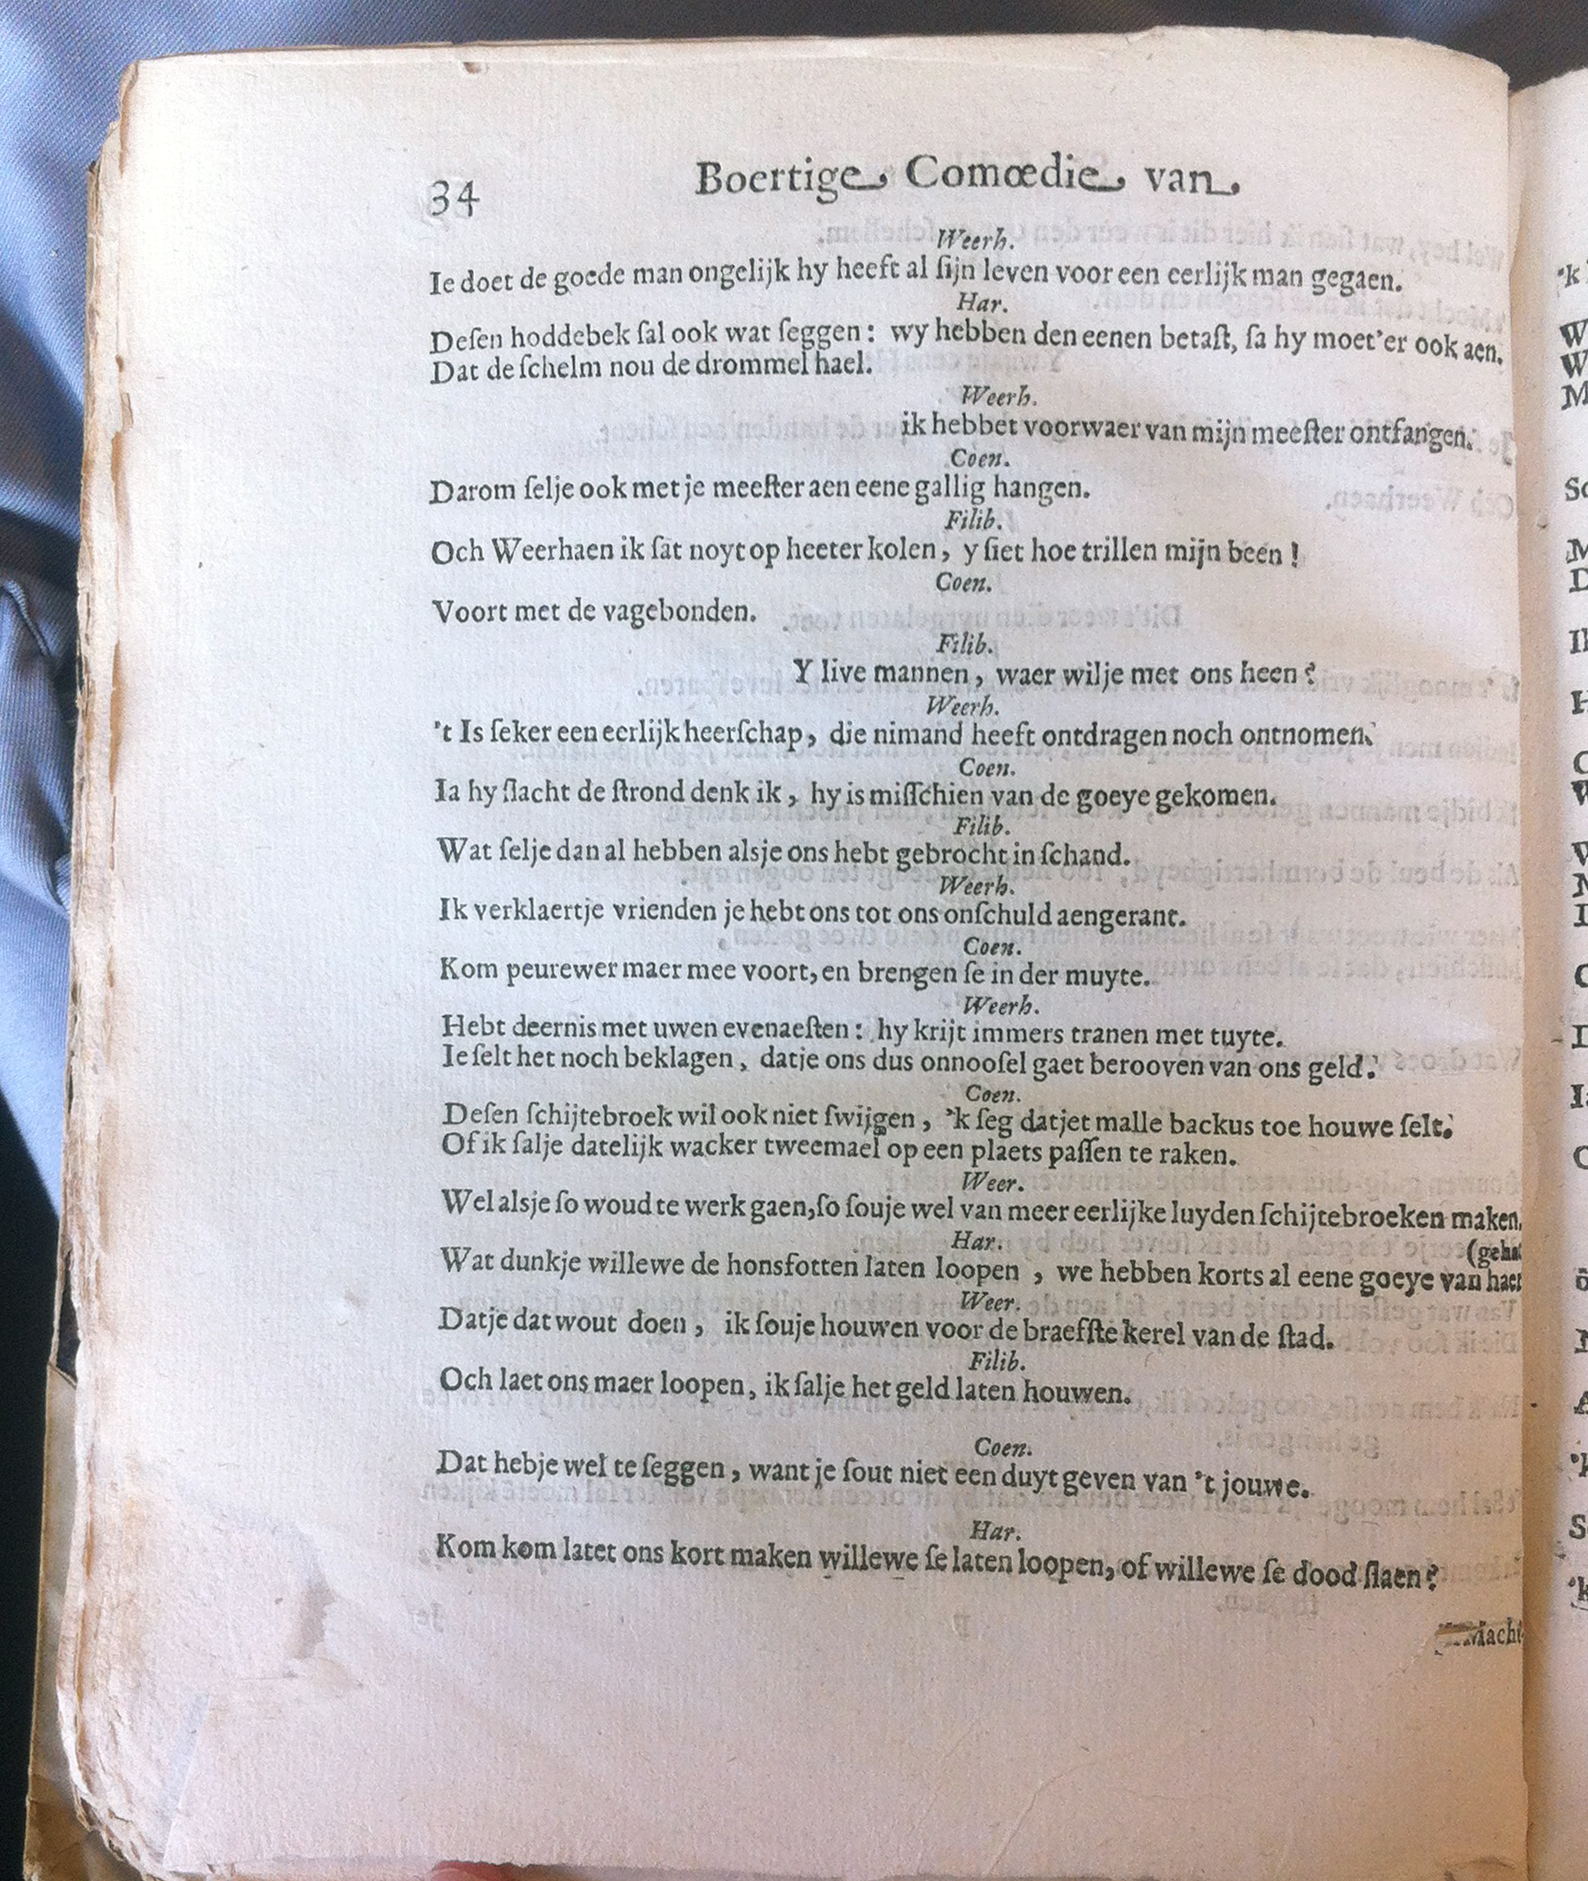 34 Boertige Comœdie van
Weerh.
Ie doet de goede man ongelijk hy heeft al ſijn leven voor een eerlijk man gegaen.
Har.
Deſen hoddebek ſal ook wat ſeggen: wy hebben den eenen betaſt, ſa hy moet'er ook aen.
Dat de ſchelm nou de drommel hael.
Weerh.
ik hebbet voorwaer van mijn meeſter ontfangen.
Coen.
Darom ſelje ook met je meeſter aen eene gallig hangen.
Filib.
Och Weerhaen ik ſat noyt op heeter kolen, y ſiet hoe trillen mijn been!
Coen.
Voort met de vagebonden.
Filib.
Y live mannen, waer wilje met ons heen?
Weerh.
't Is ſeker een eerlijk heerſchap, die nimand heeft ontdragen noch ontnomen.
Coen.
Ia hy ſlacht de ſtrond denk ik, hy is miſſchien van de goeye gekomen.
Filib.
Wat ſelje dan al hebben alsje ons hebt gebrocht in ſchand.
Weerh.
Ik verklaertje vrienden je hebt ons tot ons onſchuld aengerant.
Coen.
Kom peurewer maer mee voort, en brengen ſe in der muyte.
Weerh.
Hebt deernis met uwen evenaeſten: hy krijt immers tranen met tuyte.
Ie ſelt het noch beklagen, datje ons dus onnooſel gaet berooven van ons geld.
Coen.
Deſen ſchijtebroek wil ook niet ſwijgen, 'k ſeg datjet malle backus toe houwe ſelt.
Of ik ſalje datelijk wacker tweemael op een plaets paſſen te raken.
Weer.
Wel alsje ſo woud te werk gaen, ſo ſouje wel van meer eerlijke luyden ſchijtebroeken maken.
Har.
(gehat
Wat dunkje willewe de honsfotten laten loopen, we hebben korts al eene goeye van haer
Weer.
Datje dat wout doen, ik ſouje houwen voor de braefſte kerel van de ſtad.
Filib.
Och laet ons maer loopen, ik ſalje het geld laten houwen.
Coen.
Dat hebje wel te ſeggen, want je ſout niet een duyt geven van 't jouwe.
Har.
Kom kom latet ons kort maken willewe ſe laten loopen, of willewe ſe dood ſlaen?
Macht